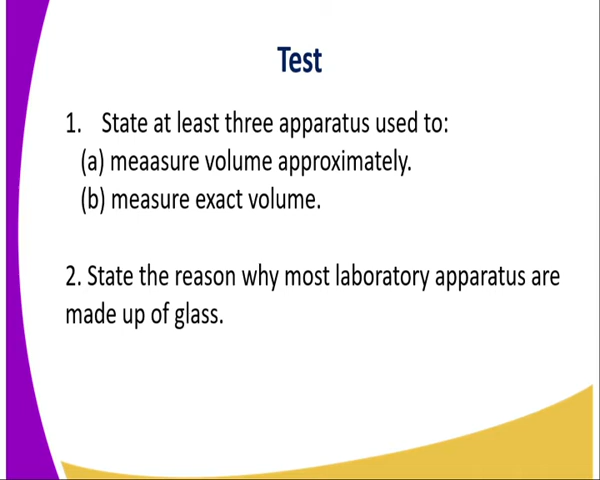 Test
1. State at least three apparatus used to:
(a) meaasure volume approximately.
(b) measure exact volume.
2. State the reason why most laboratory apparatus are
made up of glass.